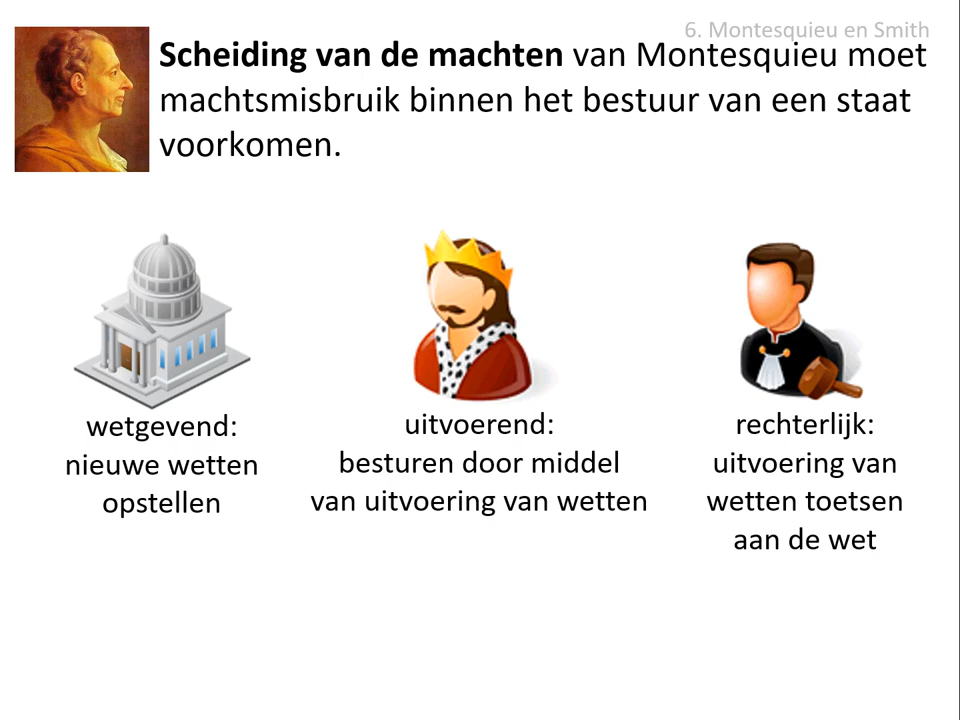 6. Montesquieu en Smith
Scheiding van de machten van Montesquieu moet
machtsmisbruik binnen het bestuur van een staat
voorkomen.
wetgevend:
nieuwe wetten
opstellen
uitvoerend:
besturen door middel
van uitvoering van wetten
rechterlijk:
uitvoering van
wetten toetsen
aan de wet